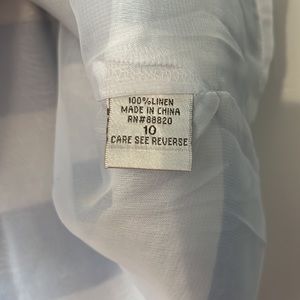 100%LINEN
MADE IN CHINA
RN#88820
10
CARE SEE REVERSE